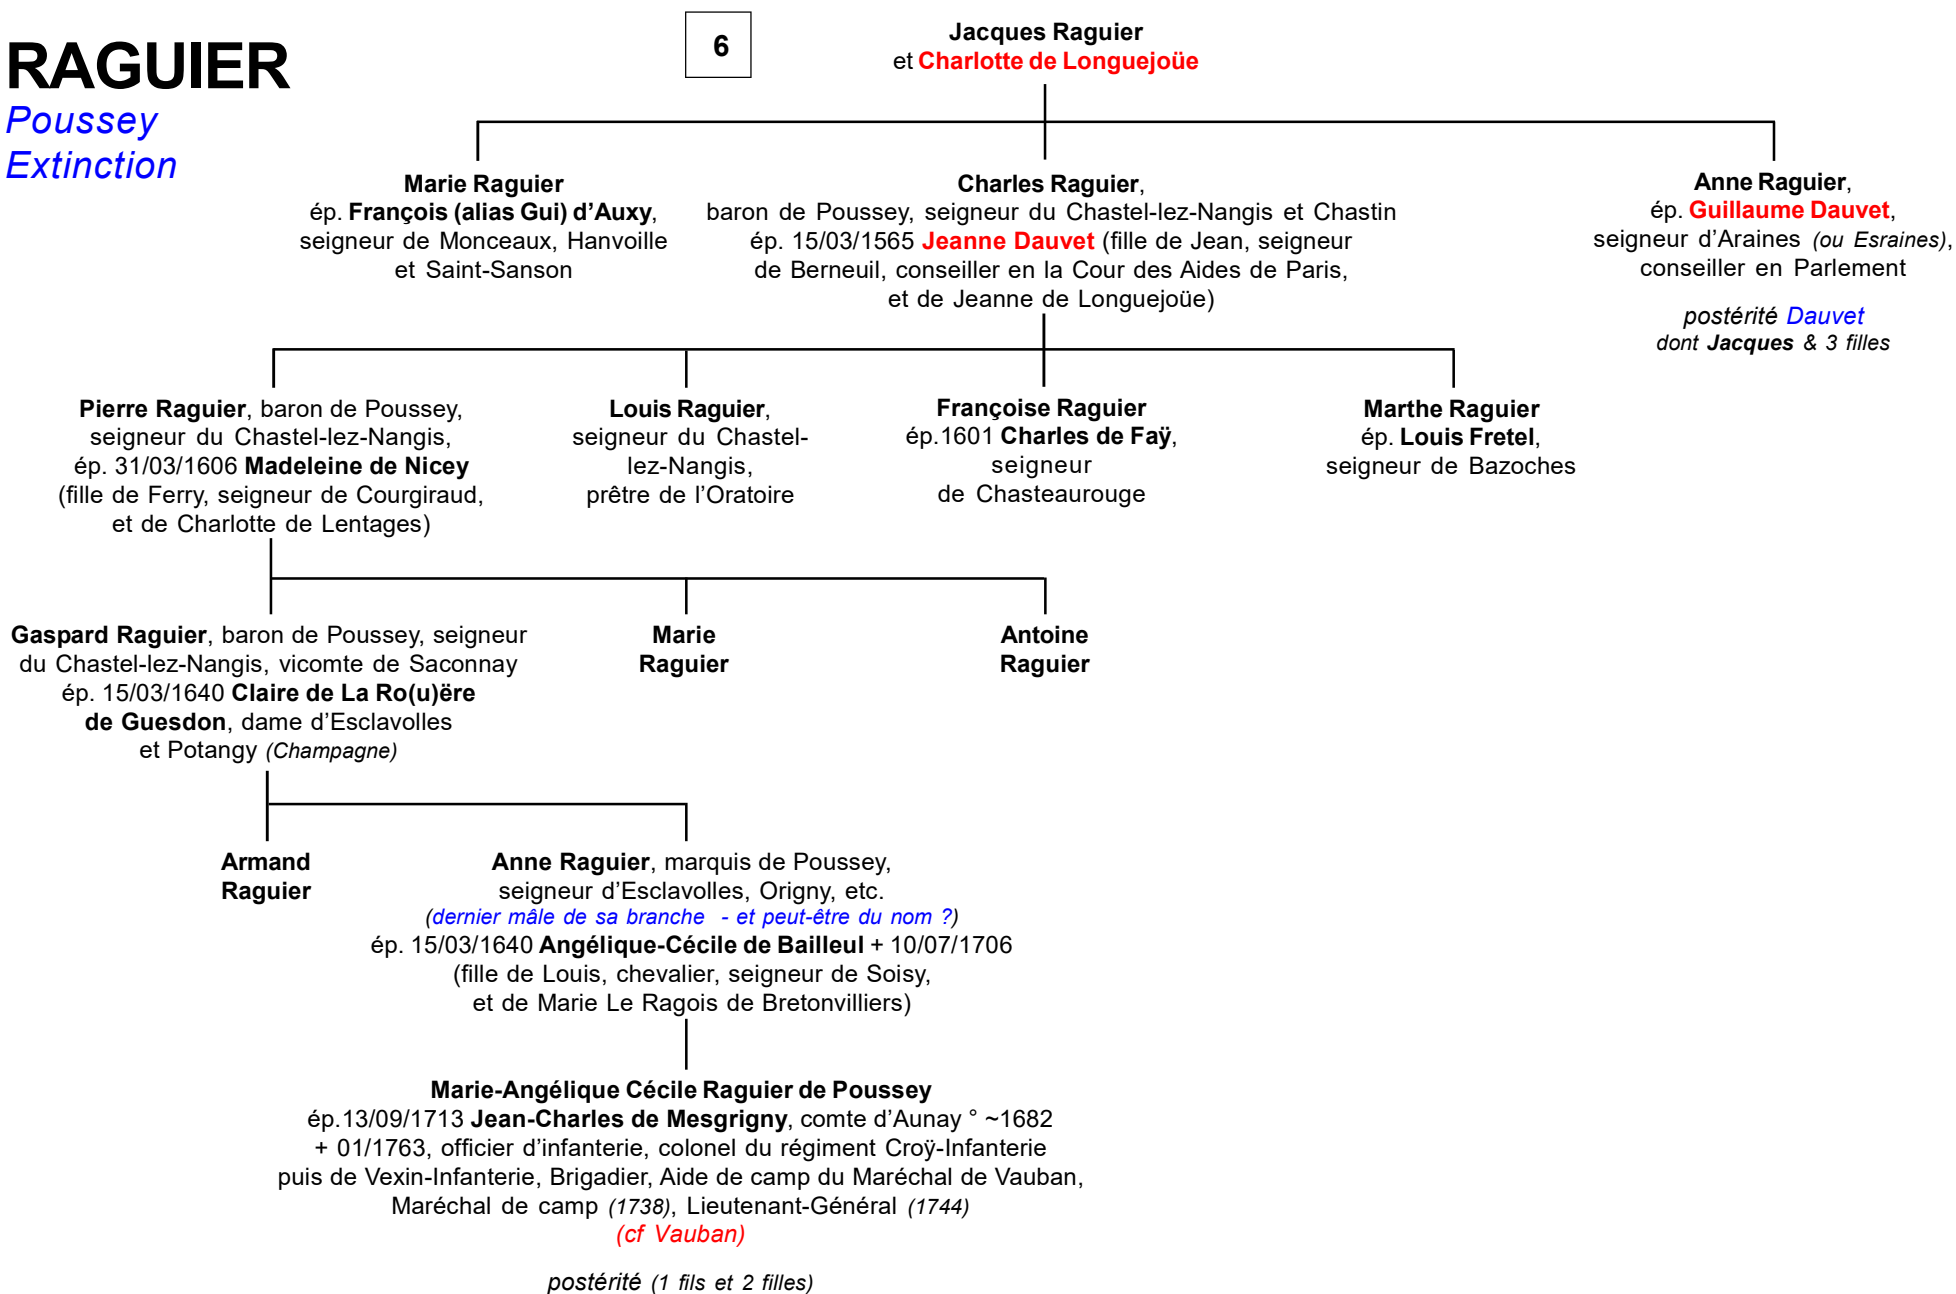 RAGUIER
Poussey
Extinction
6
Jacques Raguier
et Charlotte de Longuejoüe
Marie Raguier
ép. François (alias Gui) d’Auxy,
seigneur de Monceaux, Hanvoille
et Saint-Sanson
Charles Raguier,
baron de Poussey, seigneur du Chastel-lez-Nangis et Chastin
ép. 15/03/1565 Jeanne Dauvet (fille de Jean, seigneur
de Berneuil, conseiller en la Cour des Aides de Paris,
et de Jeanne de Longuejoüe)
Anne Raguier,
ép. Guillaume Dauvet,
seigneur d’Araines (ou Esraines),
conseiller en Parlement
postérité Dauvet
dont Jacques & 3 filles
Pierre Raguier, baron de Poussey,
seigneur du Chastel-lez-Nangis,
ép. 31/03/1606 Madeleine de Nicey
(fille de Ferry, seigneur de Courgiraud,
et de Charlotte de Lentages)
Louis Raguier,
seigneur du Chastel-
lez-Nangis,
prêtre de l’Oratoire
Françoise Raguier
ép.1601 Charles de Faÿ,
seigneur
de Chasteaurouge
Marthe Raguier
ép. Louis Fretel,
seigneur de Bazoches
Gaspard Raguier, baron de Poussey, seigneur
du Chastel-lez-Nangis, vicomte de Saconnay
ép. 15/03/1640 Claire de La Ro(u)ëre
de Guesdon, dame d’Esclavolles
et Potangy (Champagne)
Marie
Raguier
Antoine
Raguier
Armand
Raguier
Anne Raguier, marquis de Poussey,
seigneur d’Esclavolles, Origny, etc.
(dernier mâle de sa branche - et peut-être du nom ?)
ép. 15/03/1640 Angélique-Cécile de Bailleul + 10/07/1706
(fille de Louis, chevalier, seigneur de Soisy,
et de Marie Le Ragois de Bretonvilliers)
Marie-Angélique Cécile Raguier de Poussey
ép.13/09/1713 Jean-Charles de Mesgrigny, comte d’Aunay ° ~1682
+ 01/1763, officier d’infanterie, colonel du régiment Croÿ-Infanterie
puis de Vexin-Infanterie, Brigadier, Aide de camp du Maréchal de Vauban,
Maréchal de camp (1738), Lieutenant-Général (1744)
(cf Vauban)
postérité (1 fils et 2 filles)